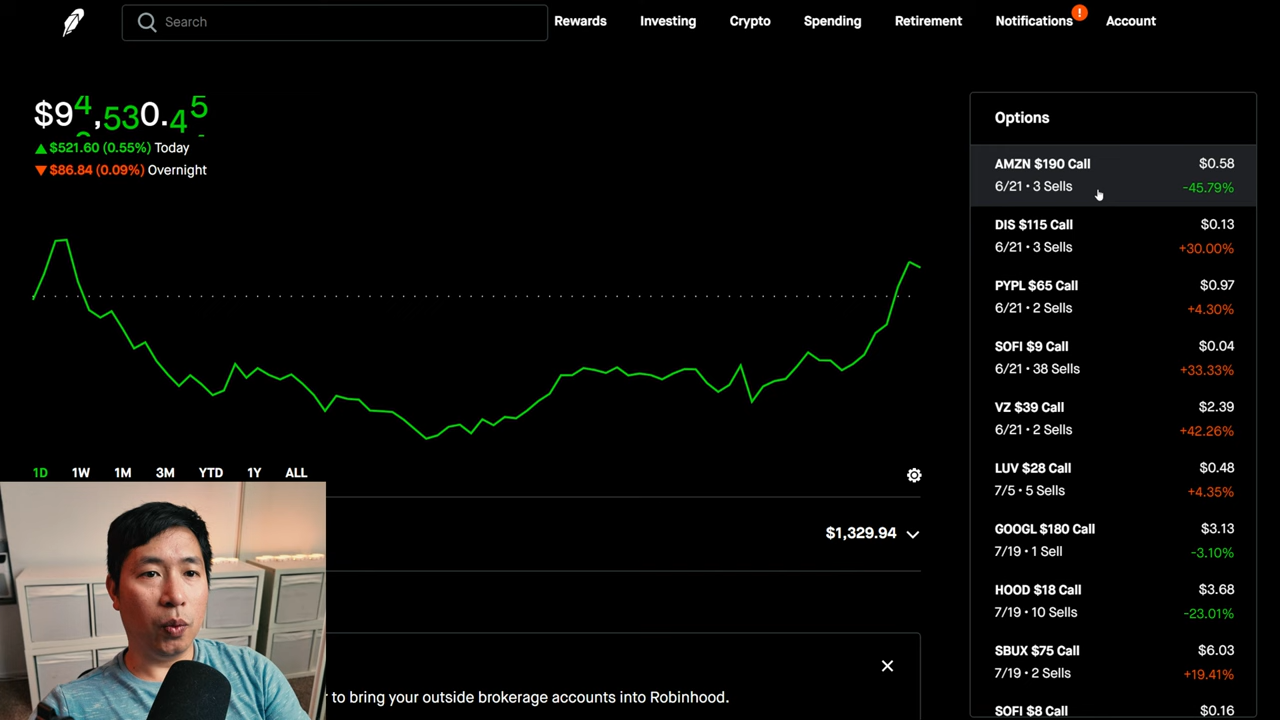 Search
Rewards
Investing
Crypto
Spending
Retirement
Notifications
!
Account
$94,530.45
▲ $521.60 (0.55%) Today
▼ $86.84 (0.09%) Overnight
1D
1W
1M
3M
YTD
1Y
ALL
$1,329.94
to bring your outside brokerage accounts into Robinhood.
Options
AMZN $190 Call $0.58
6/21 • 3 Sells -45.79%
DIS $115 Call $0.13
6/21 • 3 Sells +30.00%
PYPL $65 Call $0.97
6/21 • 2 Sells +4.30%
SOFI $9 Call $0.04
6/21 • 38 Sells +33.33%
VZ $39 Call $2.39
6/21 • 2 Sells +42.26%
LUV $28 Call $0.48
7/5 • 5 Sells +4.35%
GOOGL $180 Call $3.13
7/19 • 1 Sell -3.10%
HOOD $18 Call $3.68
7/19 • 10 Sells -23.01%
SBUX $75 Call $6.03
7/19 • 2 Sells +19.41%
SOFI $8 Call $0.16